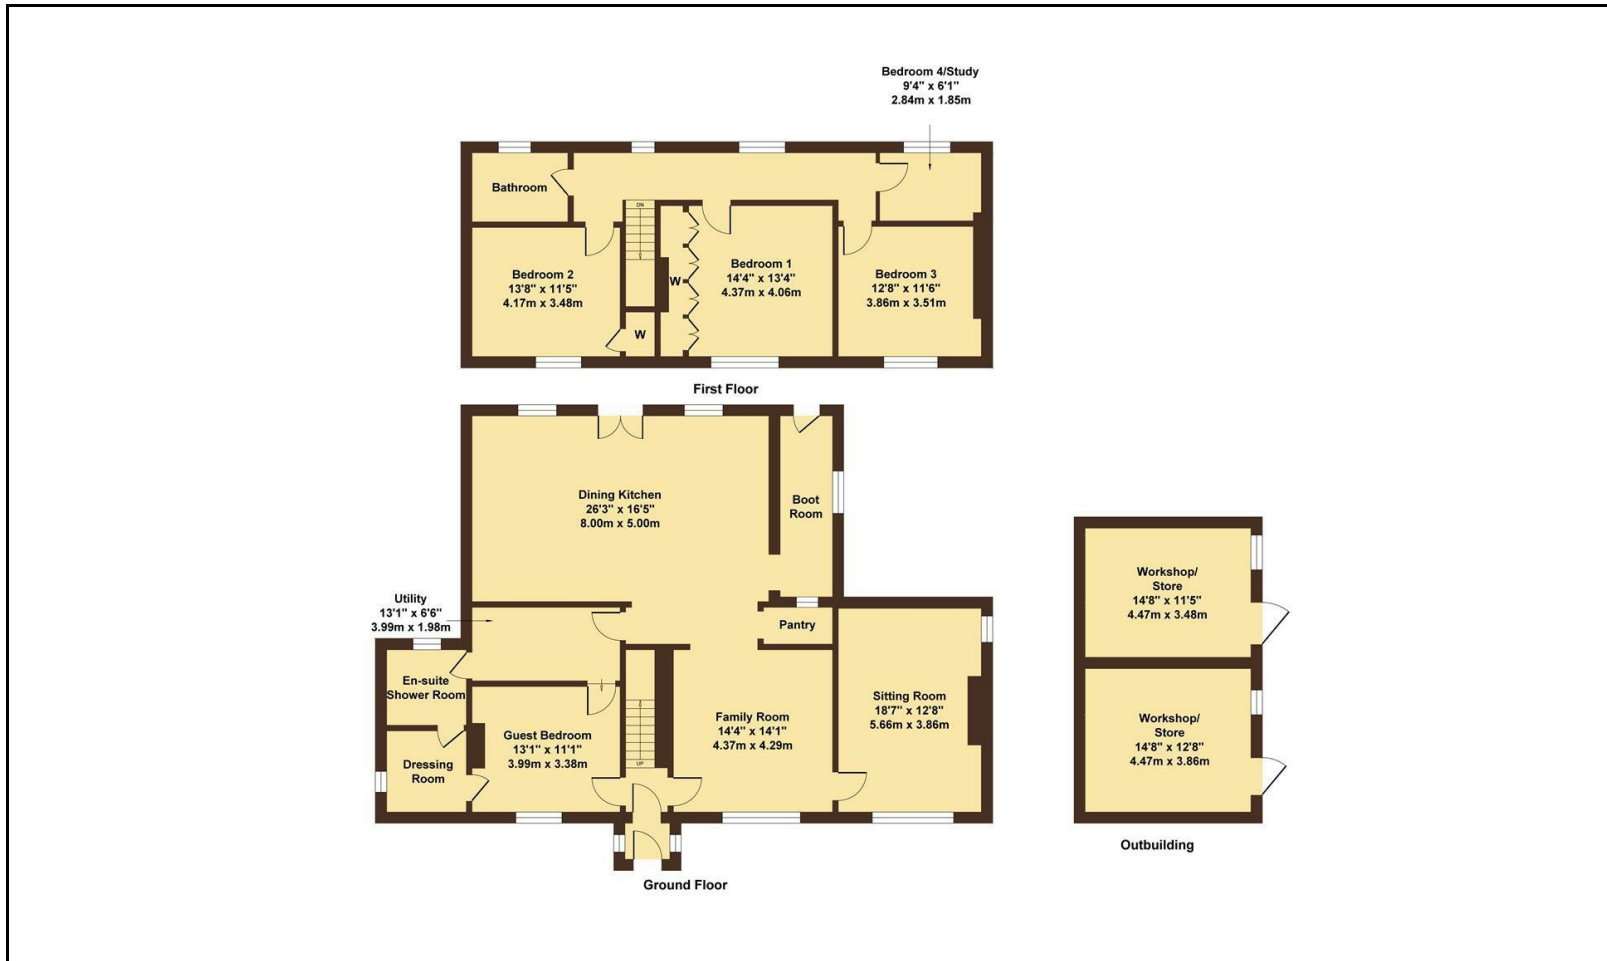 Bedroom 4/Study
9'4" x 6'1"
2.84m x 1.85m
Bathroom
DN
Bedroom 2
13'8" x 11'5"
4.17m x 3.48m
W
W
Bedroom 1
14'4" x 13'4"
4.37m x 4.06m
Bedroom 3
12'8" x 11'6"
3.86m x 3.51m
First Floor
Dining Kitchen
26'3" x 16'5"
8.00m x 5.00m
Boot
Room
Utility
13'1" x 6'6"
3.99m x 1.98m
Pantry
En-suite
Shower Room
Guest Bedroom
13'1" x 11'1"
3.99m x 3.38m
Dressing
Room
UP
Family Room
14'4" x 14'1"
4.37m x 4.29m
Sitting Room
18'7" x 12'8"
5.66m x 3.86m
Ground Floor
Workshop/
Store
14'8" x 11'5"
4.47m x 3.48m
Workshop/
Store
14'8" x 12'8"
4.47m x 3.86m
Outbuilding